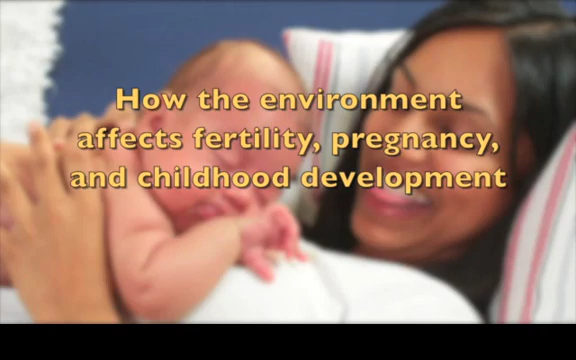 How the environment
affects fertility, pregnancy,
and childhood development